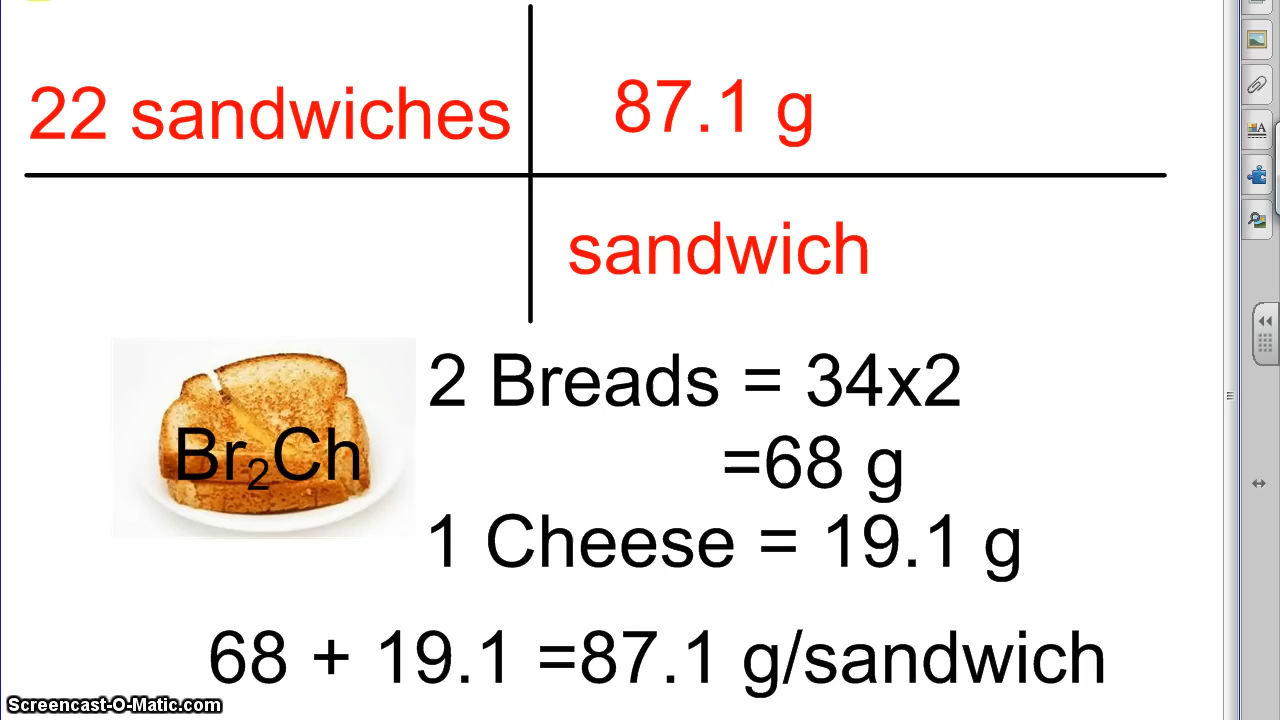 22 sandwiches 87.1 g
sandwich
2 Breads = 34x2
Br₂Ch
=68 g
1 Cheese = 19.1 g
68 + 19.1 =87.1 g/sandwich
Screencast-O-Matic.com